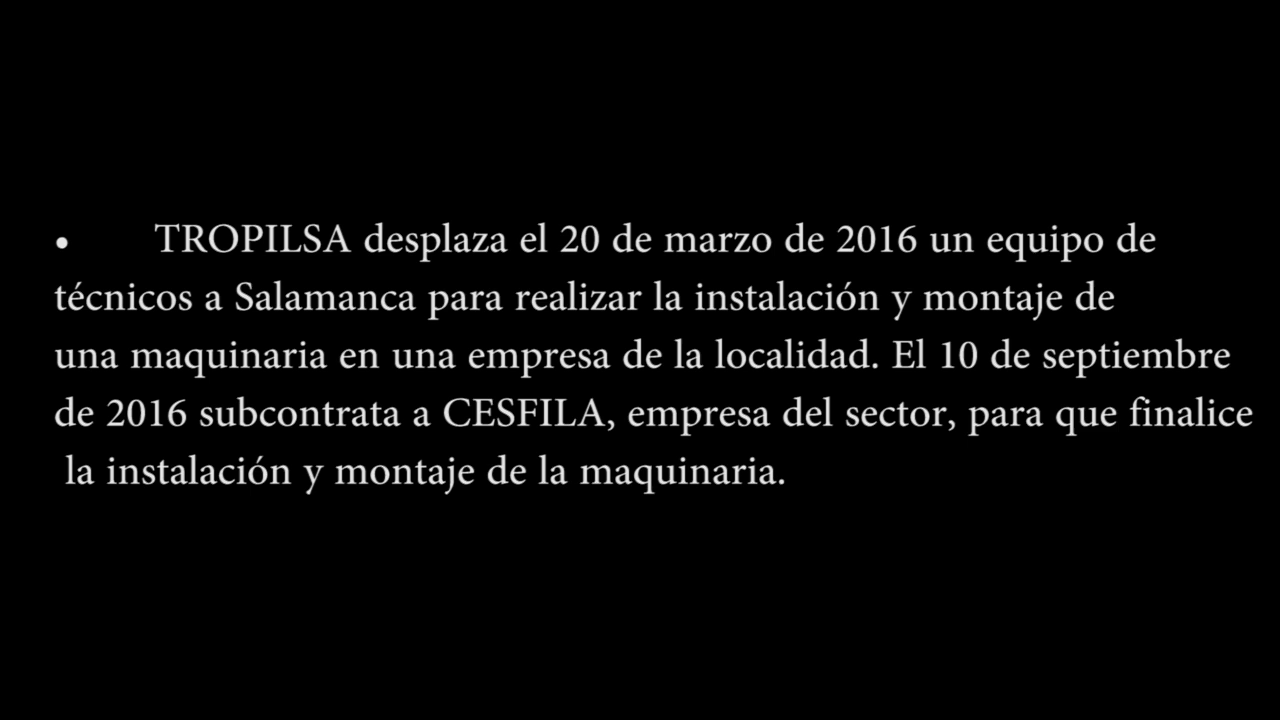 • TROPILSA desplaza el 20 de marzo de 2016 un equipo de
técnicos a Salamanca para realizar la instalación y montaje de
una maquinaria en una empresa de la localidad. El 10 de septiembre
de 2016 subcontrata a CESFILA, empresa del sector, para que finalice
la instalación y montaje de la maquinaria.